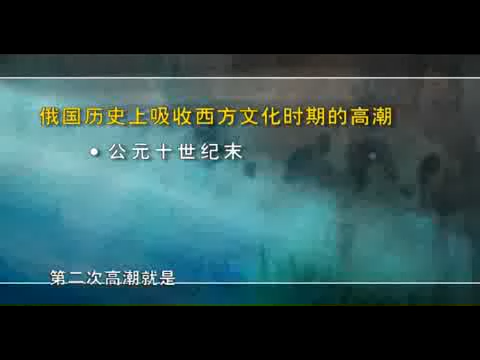 俄国历史上吸收西方文化时期的高潮
• 公元十世纪末
第二次高潮就是